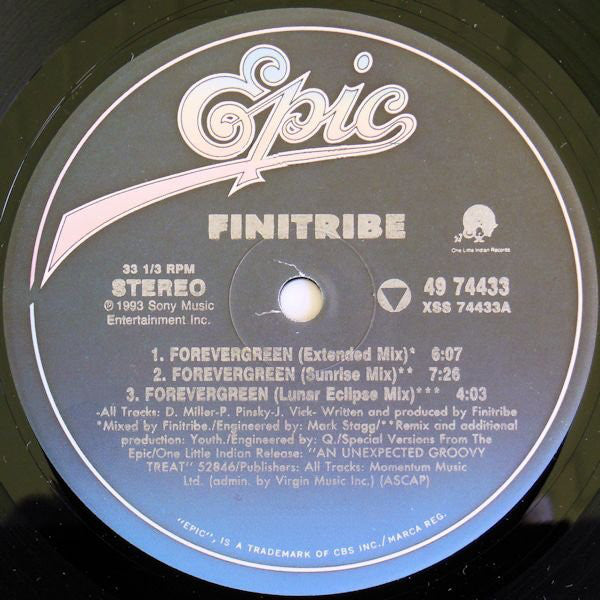 Epic
FINITRIBE
One Little Indian Records
33 1/3 RPM
STEREO
℗ 1993 Sony Music
Entertainment Inc.
49 74433
XSS 74433A
1. FOREVERGREEN (Extended Mix)* 6:07
2. FOREVERGREEN (Sunrise Mix)** 7:26
3. FOREVERGREEN (Lunar Eclipse Mix)*** 4:03
-All Tracks: D. Miller-P. Pinsky-J. Vick- Written and produced by Finitribe
*Mixed by Finitribe./Engineered by: Mark Stagg/**Remix and additional
production: Youth./Engineered by: Q./Special Versions From The
Epic/One Little Indian Release: "AN UNEXPECTED GROOVY
TREAT" 52846/Publishers: All Tracks: Momentum Music
Ltd. (admin. by Virgin Music Inc.) (ASCAP)
"EPIC", IS A TRADEMARK OF CBS INC./MARCA REG.